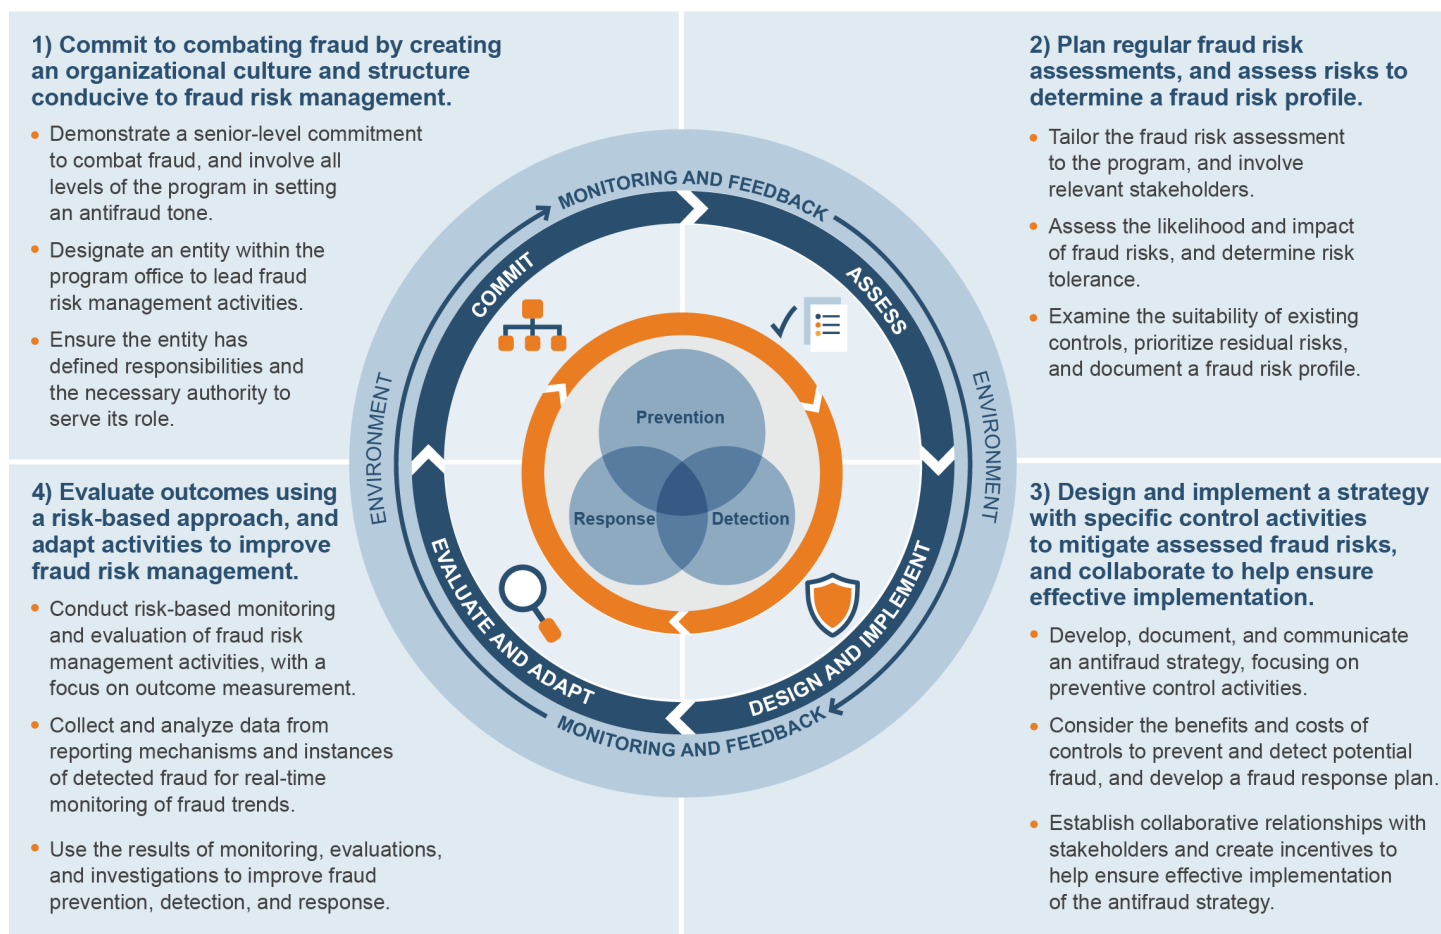 1) Commit to combating fraud by creating
an organizational culture and structure
conducive to fraud risk management.
• Demonstrate a senior-level commitment
to combat fraud, and involve all
levels of the program in setting
an antifraud tone.
• Designate an entity within the
program office to lead fraud
risk management activities.
• Ensure the entity has
defined responsibilities and
the necessary authority to
serve its role.
2) Plan regular fraud risk
assessments, and assess risks to
determine a fraud risk profile.
• Tailor the fraud risk assessment
to the program, and involve
relevant stakeholders.
• Assess the likelihood and impact
of fraud risks, and determine risk
tolerance.
• Examine the suitability of existing
controls, prioritize residual risks,
and document a fraud risk profile.
MONITORING AND FEEDBACK
COMMIT
ASSESS
ENVIRONMENT
ENVIRONMENT
Prevention
Response
Detection
EVALUATE AND ADAPT
DESIGN AND IMPLEMENT
MONITORING AND FEEDBACK
4) Evaluate outcomes using
a risk-based approach, and
adapt activities to improve
fraud risk management.
• Conduct risk-based monitoring
and evaluation of fraud risk
management activities, with a
focus on outcome measurement.
• Collect and analyze data from
reporting mechanisms and instances
of detected fraud for real-time
monitoring of fraud trends.
• Use the results of monitoring, evaluations,
and investigations to improve fraud
prevention, detection, and response.
3) Design and implement a strategy
with specific control activities
to mitigate assessed fraud risks,
and collaborate to help ensure
effective implementation.
• Develop, document, and communicate
an antifraud strategy, focusing on
preventive control activities.
• Consider the benefits and costs of
controls to prevent and detect potential
fraud, and develop a fraud response plan.
• Establish collaborative relationships with
stakeholders and create incentives to
help ensure effective implementation
of the antifraud strategy.